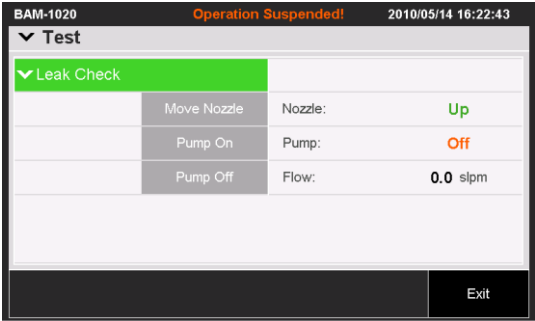 BAM-1020 Operation Suspended! 2010/05/14 16:22:43
Test
Leak Check
Move Nozzle Nozzle: Up
Pump On Pump: Off
Pump Off Flow: 0.0 slpm
Exit